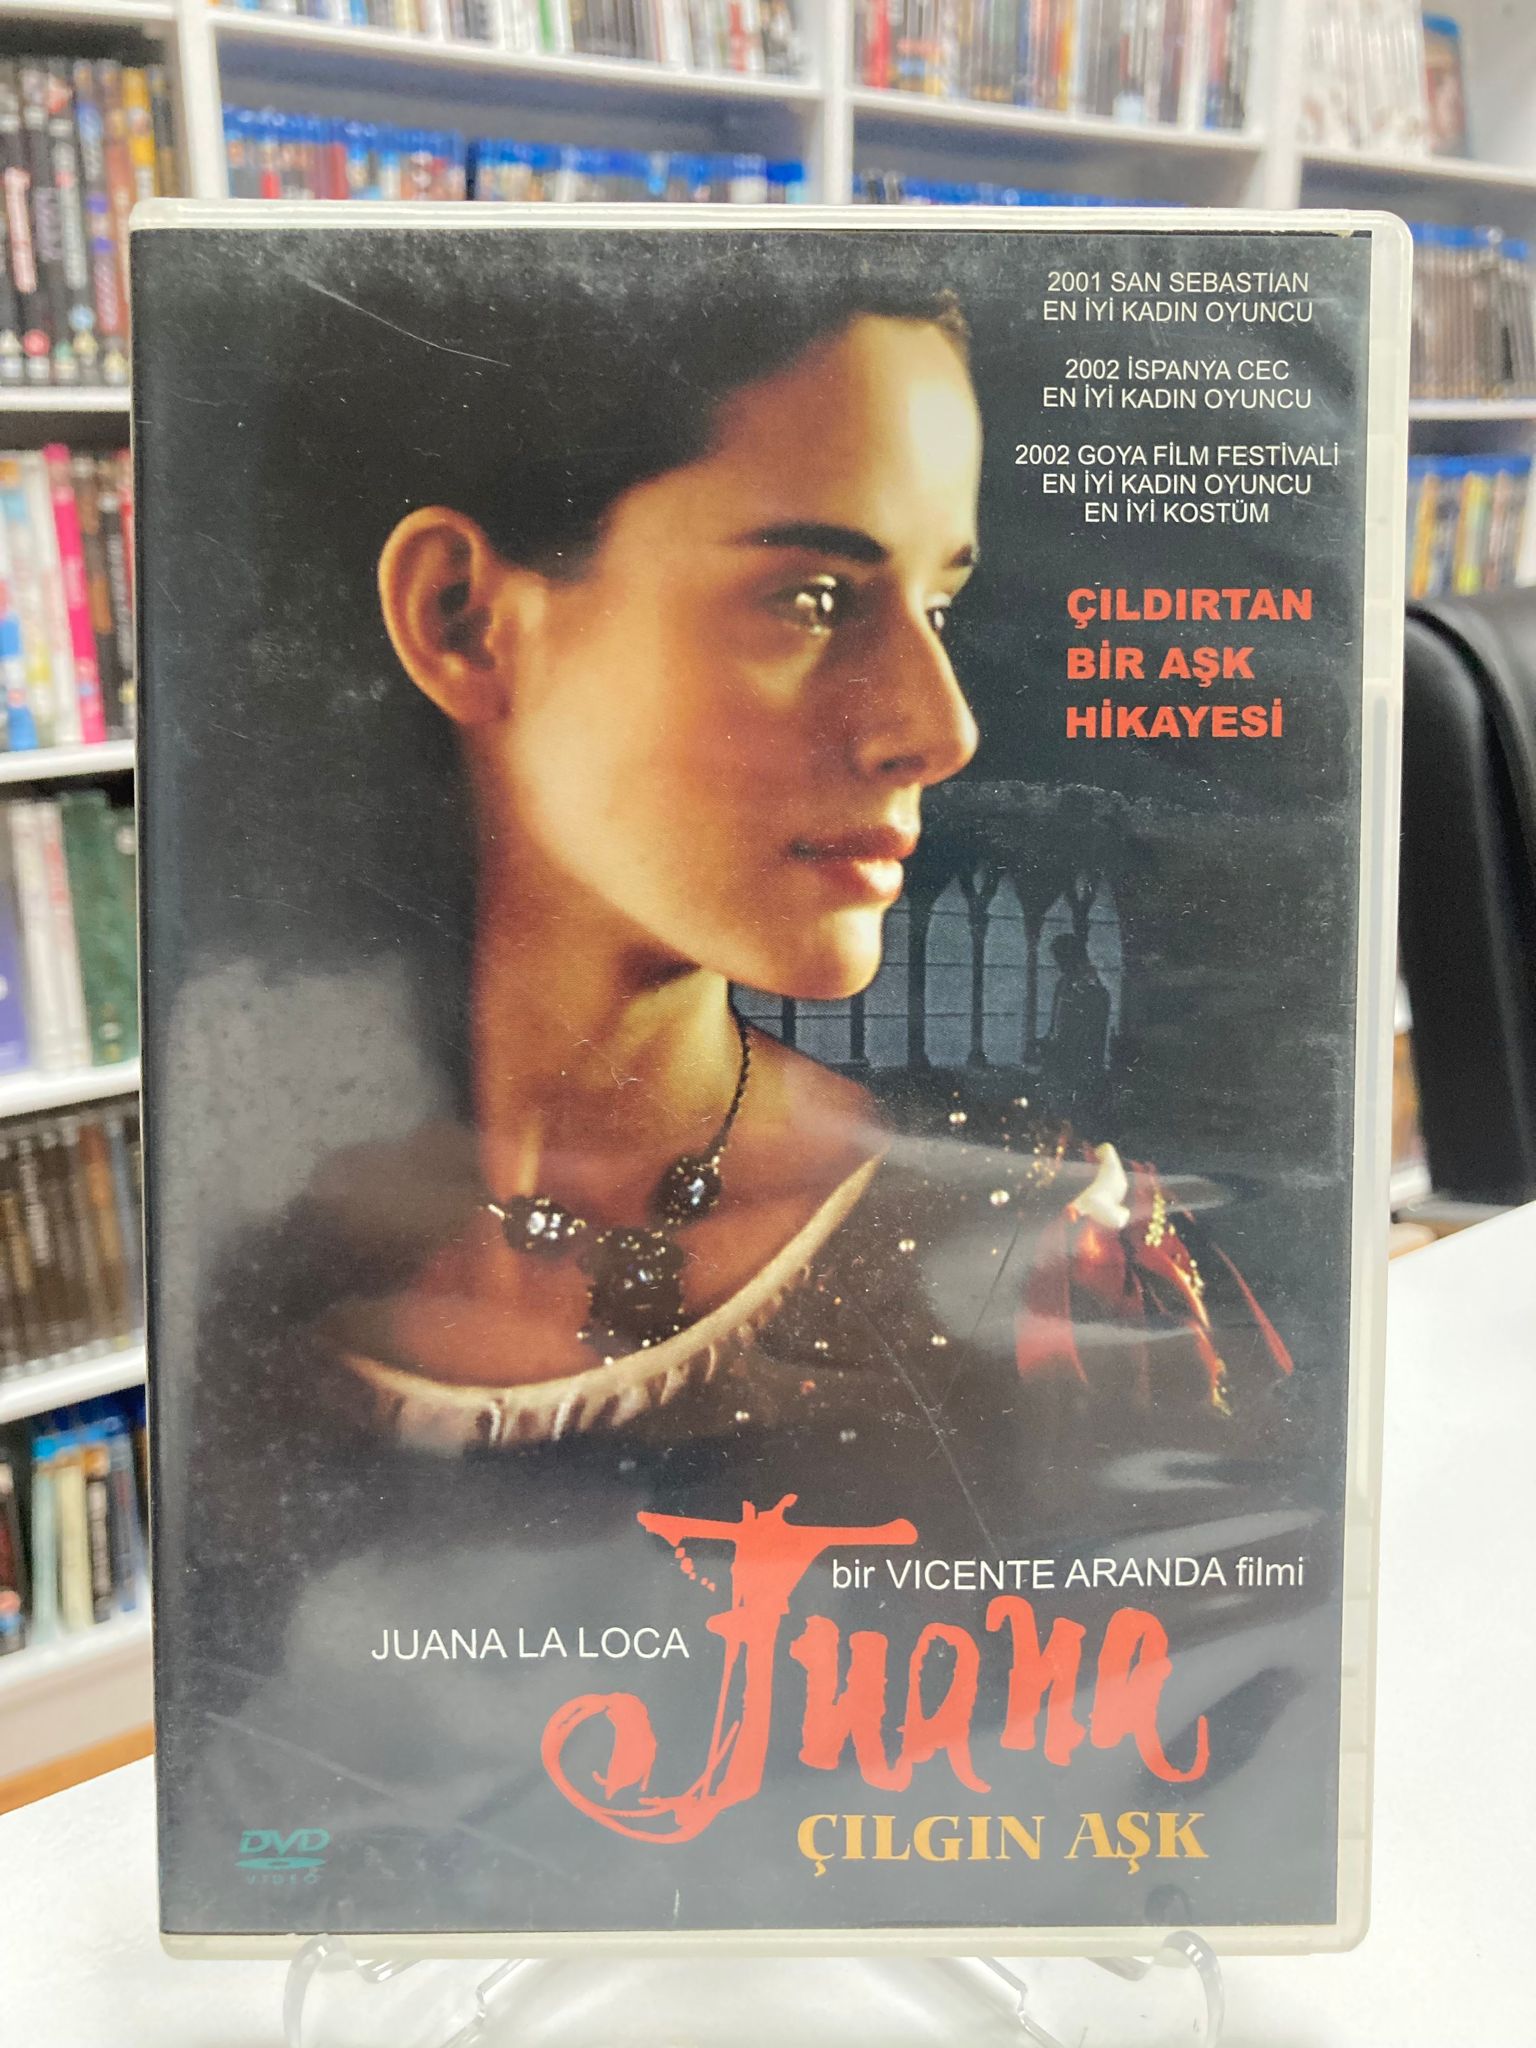 2001 SAN SEBASTIAN
EN İYİ KADIN OYUNCU
2002 İSPANYA CEC
EN İYİ KADIN OYUNCU
2002 GOYA FİLM FESTİVALİ
EN İYİ KADIN OYUNCU
EN İYİ KOSTÜM
ÇILDIRTAN
BİR AŞK
HİKAYESİ
bir VICENTE ARANDA filmi
JUANA LA LOCA
Juana
ÇILGIN AŞK
DVD
VIDEO